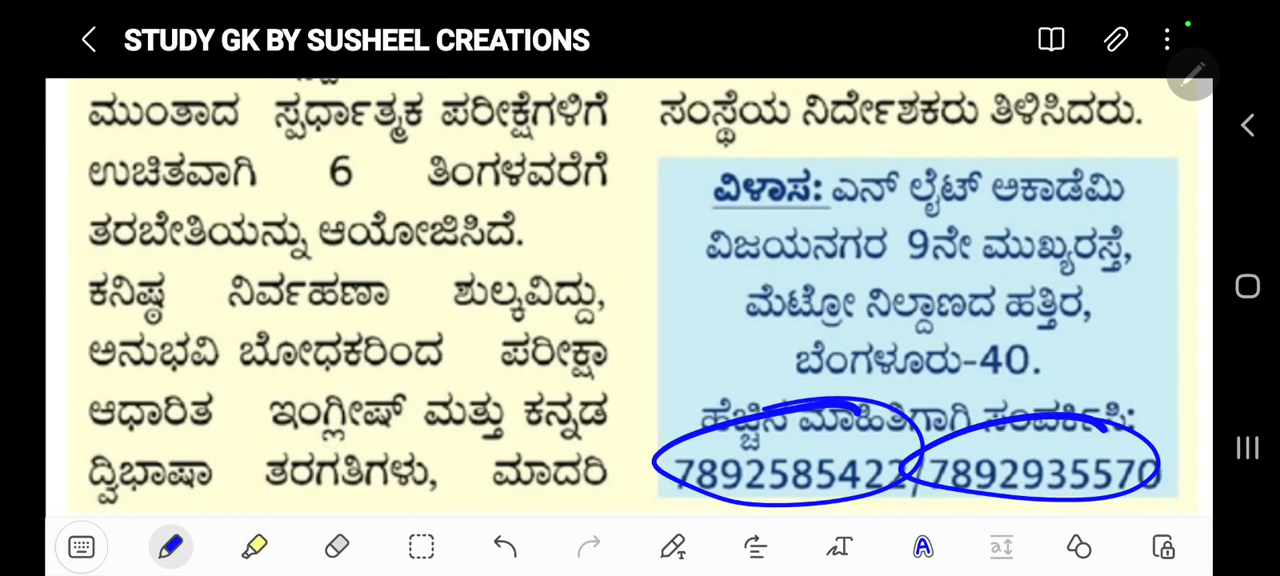 STUDY GK BY SUSHEEL CREATIONS
ಮುಂತಾದ ಸ್ಪರ್ಧಾತ್ಮಕ ಪರೀಕ್ಷೆಗಳಿಗೆ
ಉಚಿತವಾಗಿ 6 ತಿಂಗಳವರೆಗೆ
ತರಬೇತಿಯನ್ನು ಆಯೋಜಿಸಿದೆ.
ಕನಿಷ್ಠ ನಿರ್ವಹಣಾ ಶುಲ್ಕವಿದ್ದು,
ಅನುಭವಿ ಬೋಧಕರಿಂದ ಪರೀಕ್ಷಾ
ಆಧಾರಿತ ಇಂಗ್ಲೀಷ್ ಮತ್ತು ಕನ್ನಡ
ದ್ವಿಭಾಷಾ ತರಗತಿಗಳು, ಮಾದರಿ
ಸಂಸ್ಥೆಯ ನಿರ್ದೇಶಕರು ತಿಳಿಸಿದರು.
ವಿಳಾಸ: ಎನ್ ಲೈಟ್ ಅಕಾಡೆಮಿ
ವಿಜಯನಗರ 9ನೇ ಮುಖ್ಯರಸ್ತೆ,
ಮೆಟ್ರೋ ನಿಲ್ದಾಣದ ಹತ್ತಿರ,
ಬೆಂಗಳೂರು-40.
ಹೆಚ್ಚಿನ ಮಾಹಿತಿಗಾಗಿ ಸಂಪರ್ಕಿಸಿ:
7892585422/7892935570